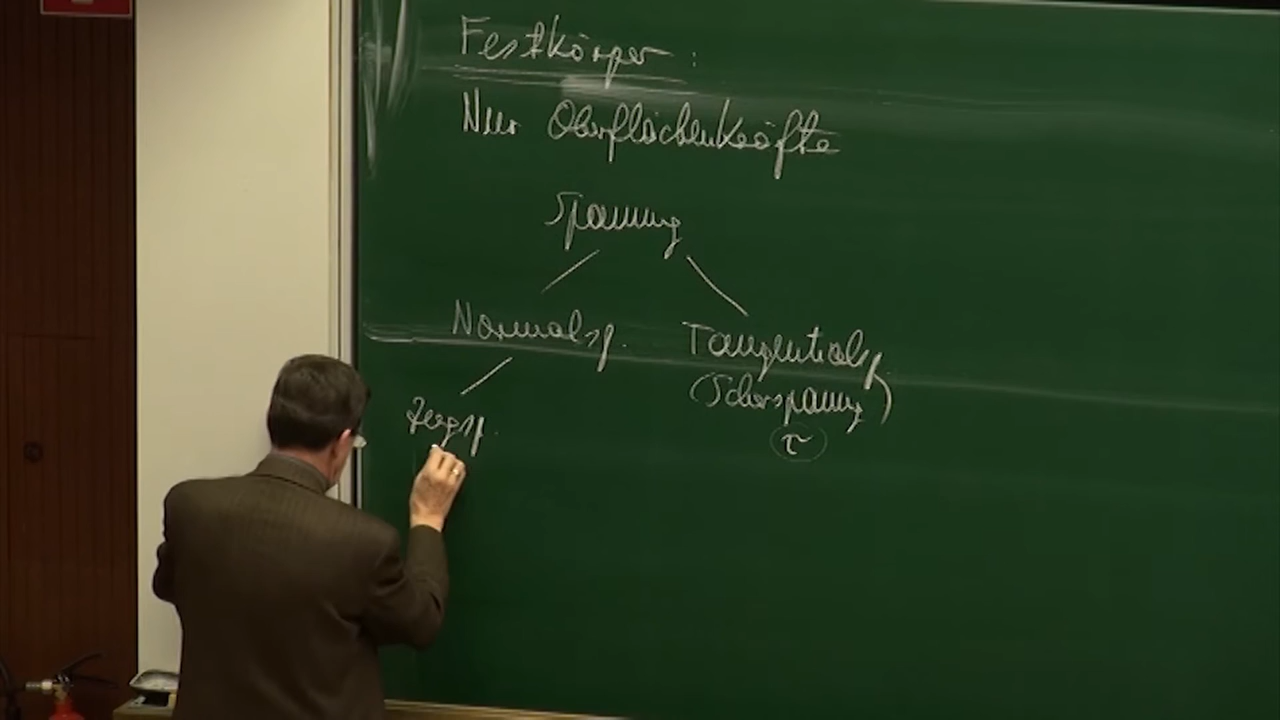 Festkörper :
Nur Oberflächenkräfte
Spannung
Normalsp. Tangentialsp.
(Scherspannung)
Zugsp. τ